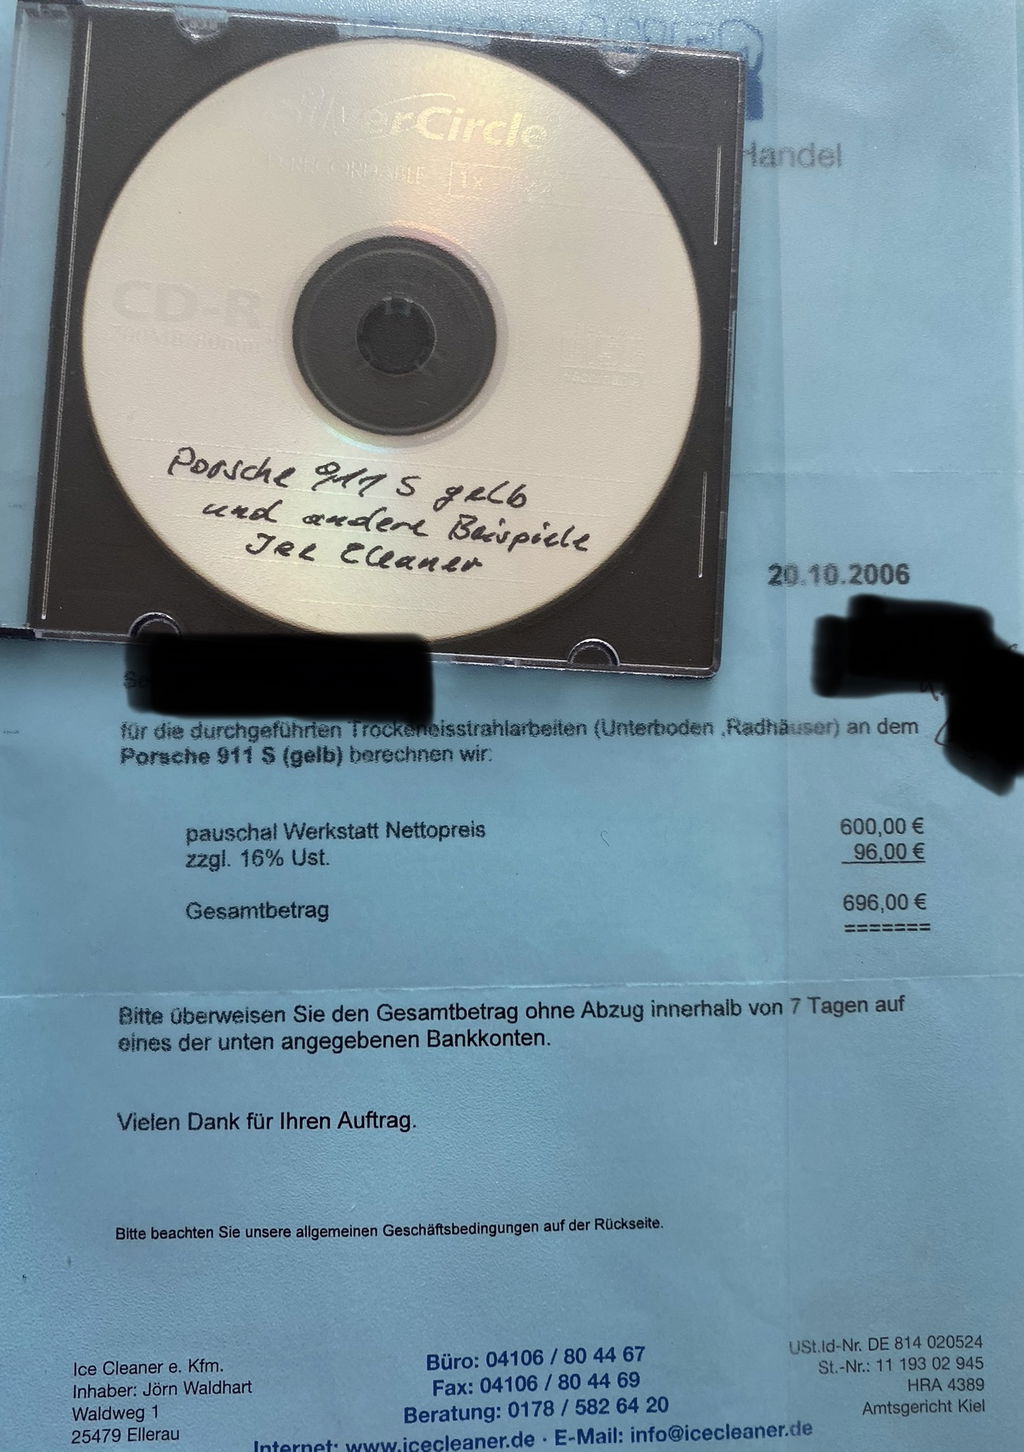 SilverCircle
Handel
CD-R
Porsche 911 S gelb
und andere Beispiele
Cleaner
20.10.2006
für die durchgeführten Trockeneisstrahlarbeiten (Unterboden ,Radhäuser) an dem
Porsche 911 S (gelb) berechnen wir:
pauschal Werkstatt Nettopreis 600,00 €
zzgl. 16% Ust. 96,00 €
Gesamtbetrag 696,00 €
=======
Bitte überweisen Sie den Gesamtbetrag ohne Abzug innerhalb von 7 Tagen auf
eines der unten angegebenen Bankkonten.
Vielen Dank für Ihren Auftrag.
Bitte beachten Sie unsere allgemeinen Geschäftsbedingungen auf der Rückseite.
Ice Cleaner e. Kfm.
Inhaber: Jörn Waldhart
Waldweg 1
25479 Ellerau
Büro: 04106 / 80 44 67
Fax: 04106 / 80 44 69
Beratung: 0178 / 582 64 20
Internet: www.icecleaner.de · E-Mail: info@icecleaner.de
USt.Id-Nr. DE 814 020524
St.-Nr.: 11 193 02 945
HRA 4389
Amtsgericht Kiel